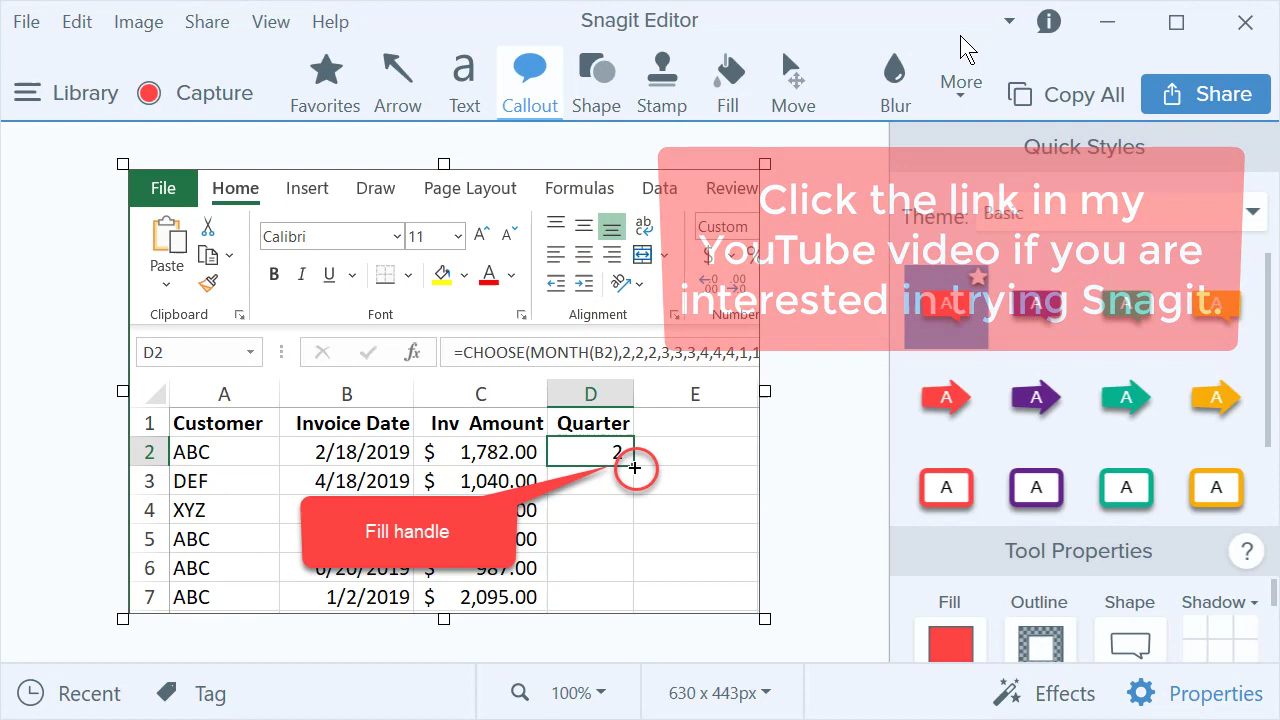 File Edit Image Share View Help Snagit Editor
Library Capture Favorites Arrow Text Callout Shape Stamp Fill Move Blur More Copy All Share
Quick Styles
Theme: Basic
Click the link in my
YouTube video if you are
interested in trying Snagit.
File Home Insert Draw Page Layout Formulas Data Review
Paste Calibri 11 Custom
B I U A $ %
Clipboard Font Alignment Number
D2 fx =CHOOSE(MONTH(B2),2,2,2,3,3,3,4,4,4,1,1
A B C D E
1 Customer Invoice Date Inv Amount Quarter
2 ABC 2/18/2019 $ 1,782.00 2
3 DEF 4/18/2019 $ 1,040.00
4 XYZ
Fill handle
5 ABC
6 ABC $ 987.00
7 ABC 1/2/2019 $ 2,095.00
A A A A
A A A A
A A A A
Tool Properties ?
Fill Outline Shape Shadow
Recent Tag 100% 630 x 443px Effects Properties